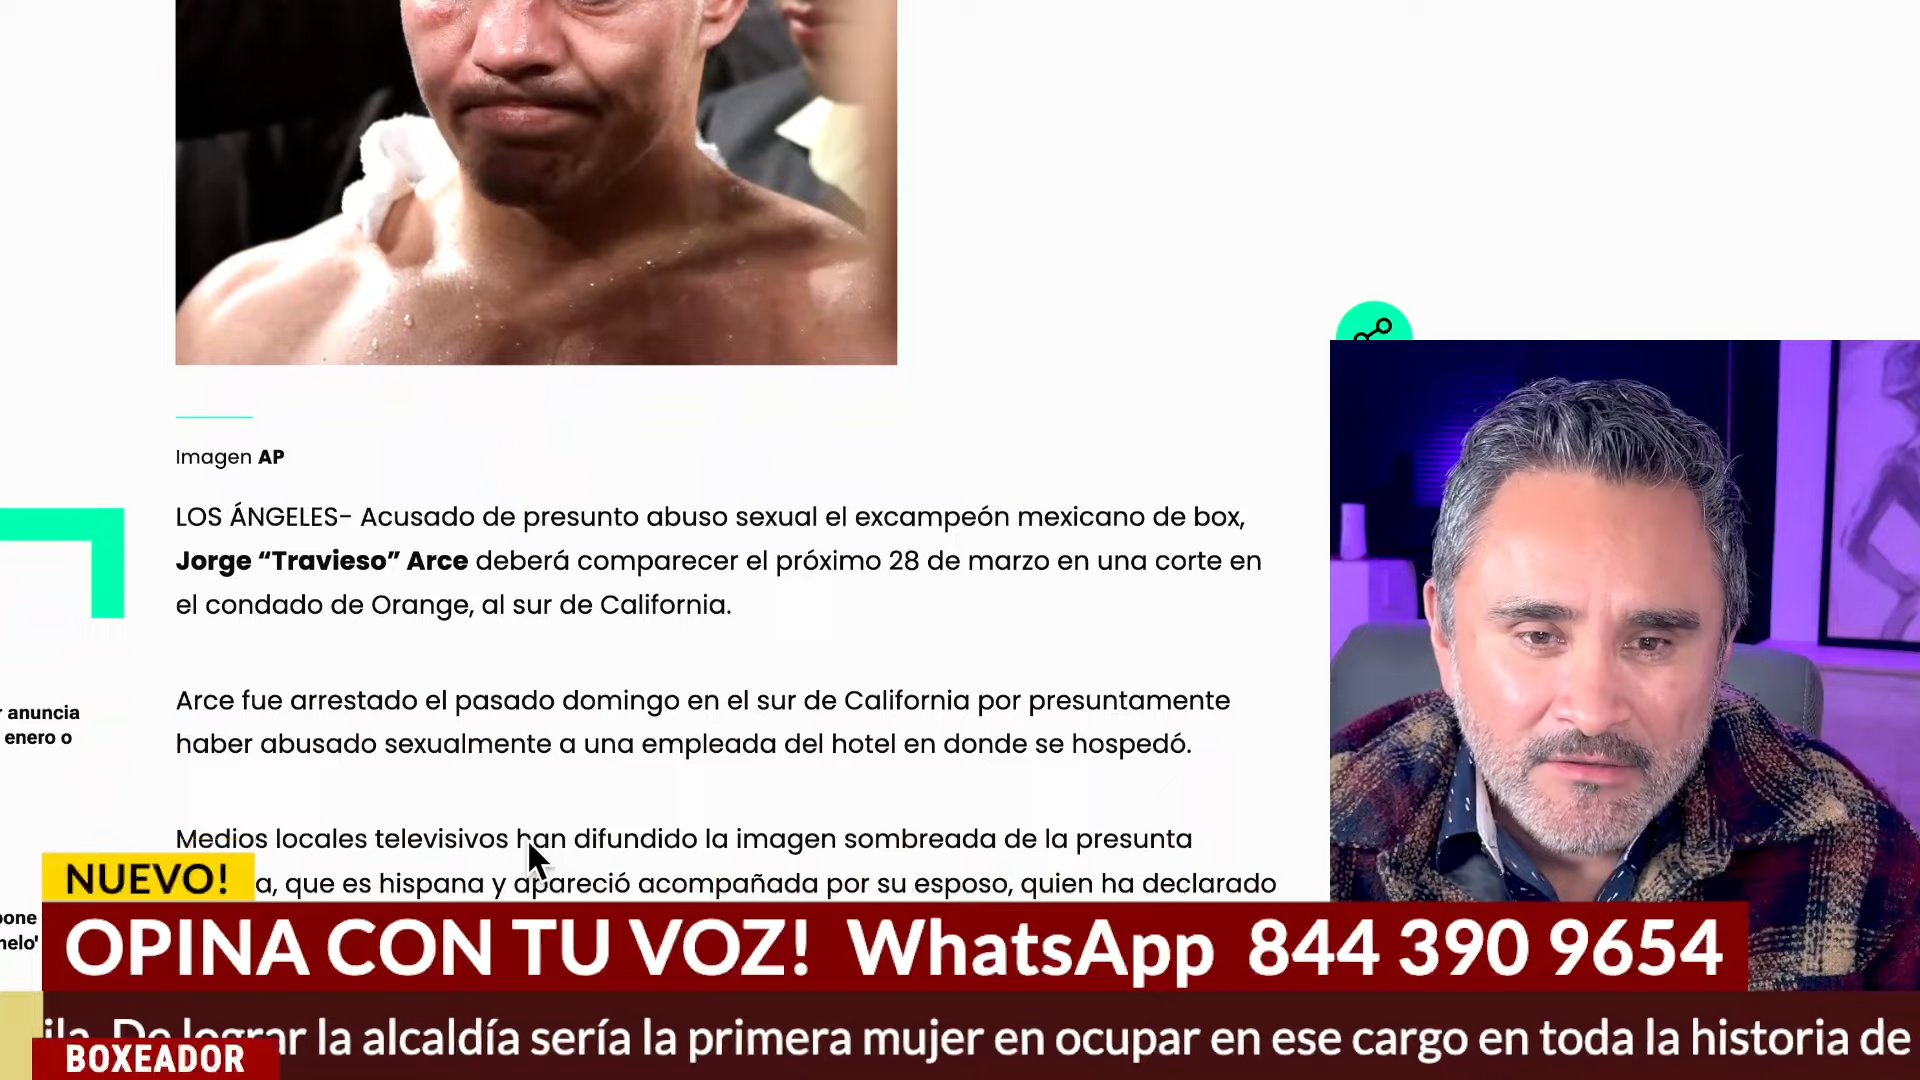 Imagen AP
LOS ÁNGELES- Acusado de presunto abuso sexual el excampeón mexicano de box,
Jorge “Travieso” Arce deberá comparecer el próximo 28 de marzo en una corte en
el condado de Orange, al sur de California.
Arce fue arrestado el pasado domingo en el sur de California por presuntamente
haber abusado sexualmente a una empleada del hotel en donde se hospedó.
Medios locales televisivos han difundido la imagen sombreada de la presunta
a, que es hispana y apareció acompañada por su esposo, quien ha declarado
r anuncia
enero o
pone
nelo'
NUEVO!
OPINA CON TU VOZ! WhatsApp 844 390 9654
ila. De lograr la alcaldía sería la primera mujer en ocupar en ese cargo en toda la historia de
BOXEADOR